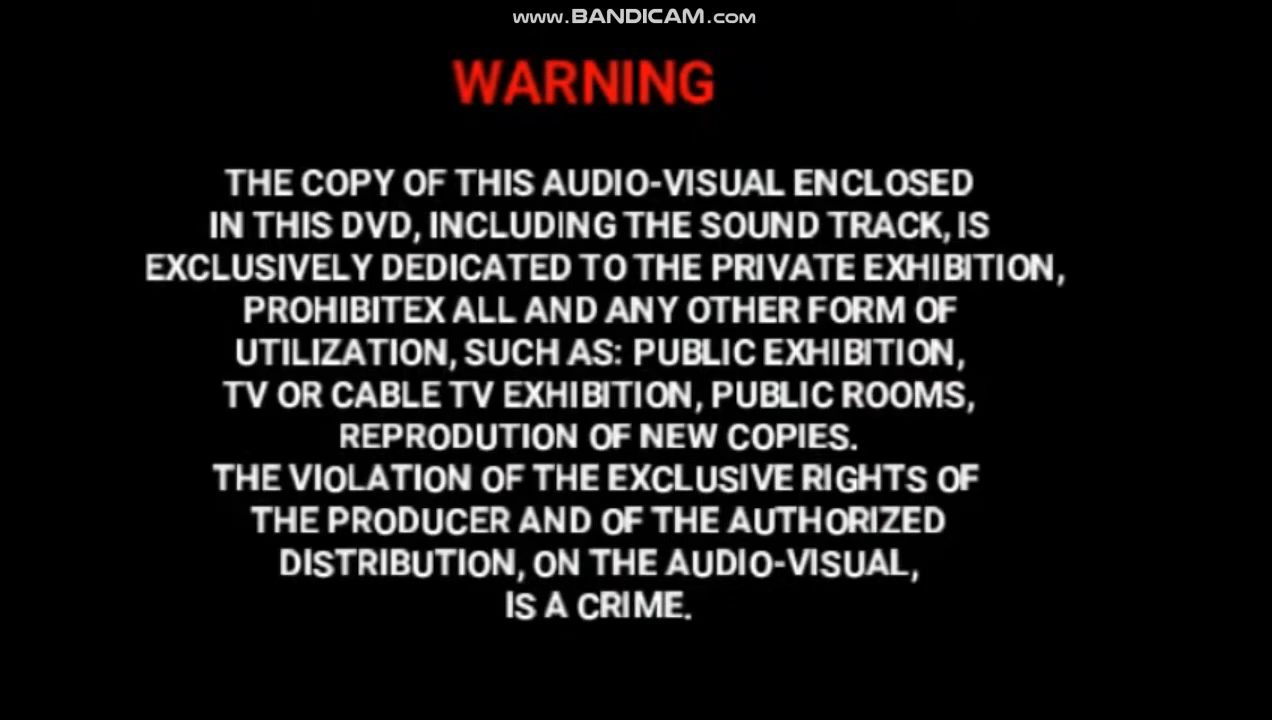 www.BANDICAM.com
WARNING
THE COPY OF THIS AUDIO-VISUAL ENCLOSED
IN THIS DVD, INCLUDING THE SOUND TRACK, IS
EXCLUSIVELY DEDICATED TO THE PRIVATE EXHIBITION,
PROHIBITEX ALL AND ANY OTHER FORM OF
UTILIZATION, SUCH AS: PUBLIC EXHIBITION,
TV OR CABLE TV EXHIBITION, PUBLIC ROOMS,
REPRODUTION OF NEW COPIES.
THE VIOLATION OF THE EXCLUSIVE RIGHTS OF
THE PRODUCER AND OF THE AUTHORIZED
DISTRIBUTION, ON THE AUDIO-VISUAL,
IS A CRIME.